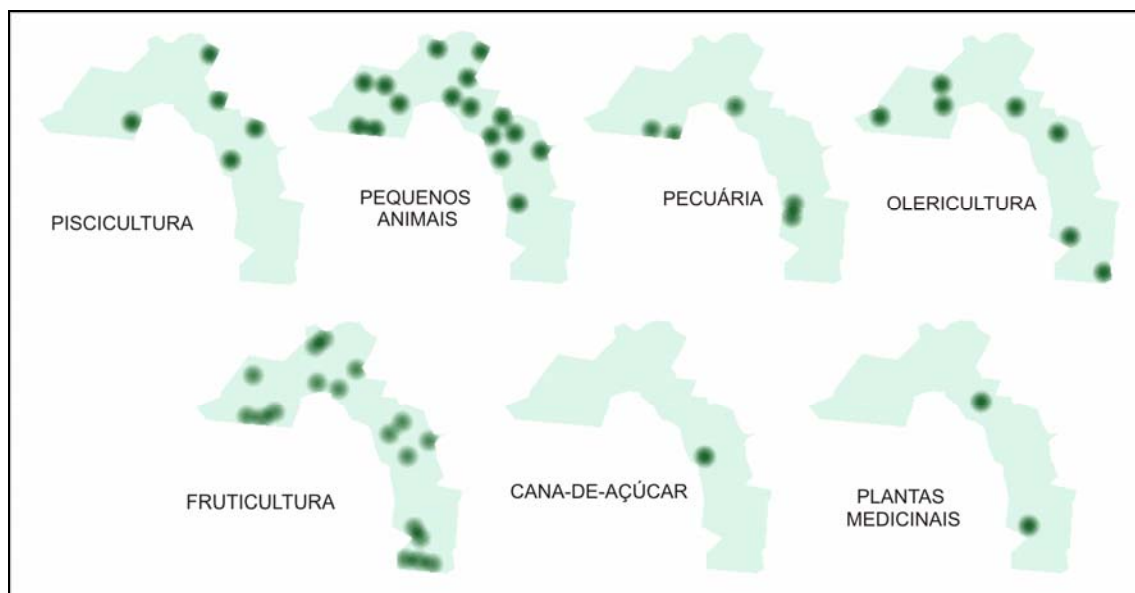 PISCICULTURA
PEQUENOS
ANIMAIS
PECUÁRIA
OLERICULTURA
FRUTICULTURA
CANA-DE-AÇÚCAR
PLANTAS
MEDICINAIS